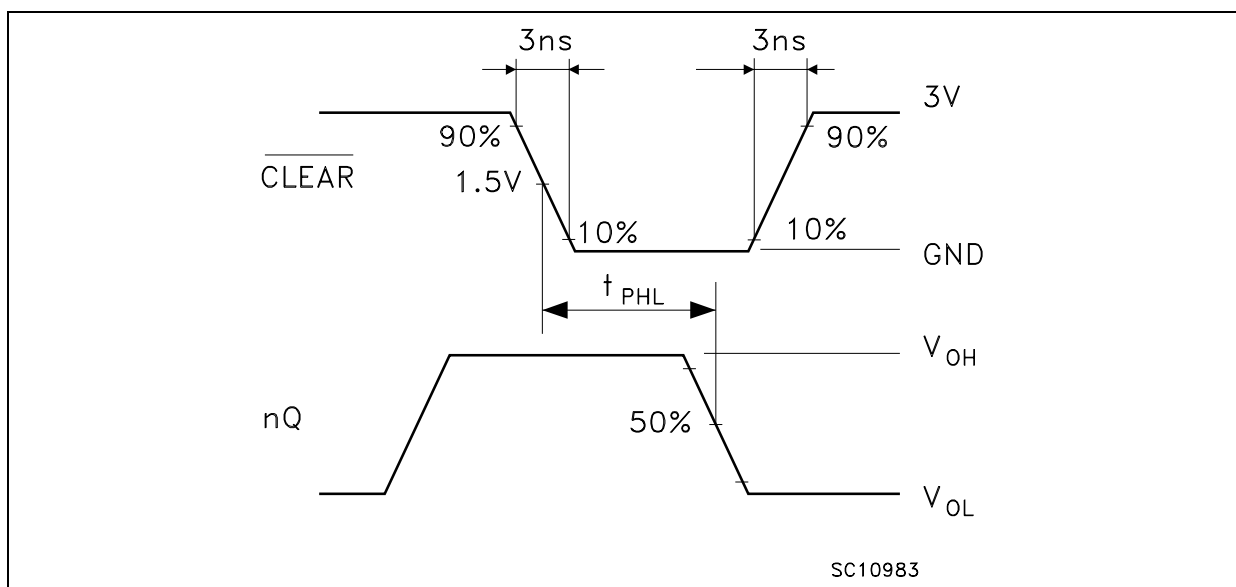 3ns 3ns
3V
90% 90%
CLEAR
1.5V
10% 10%
GND
t PHL
V OH
nQ
50%
V OL
SC10983